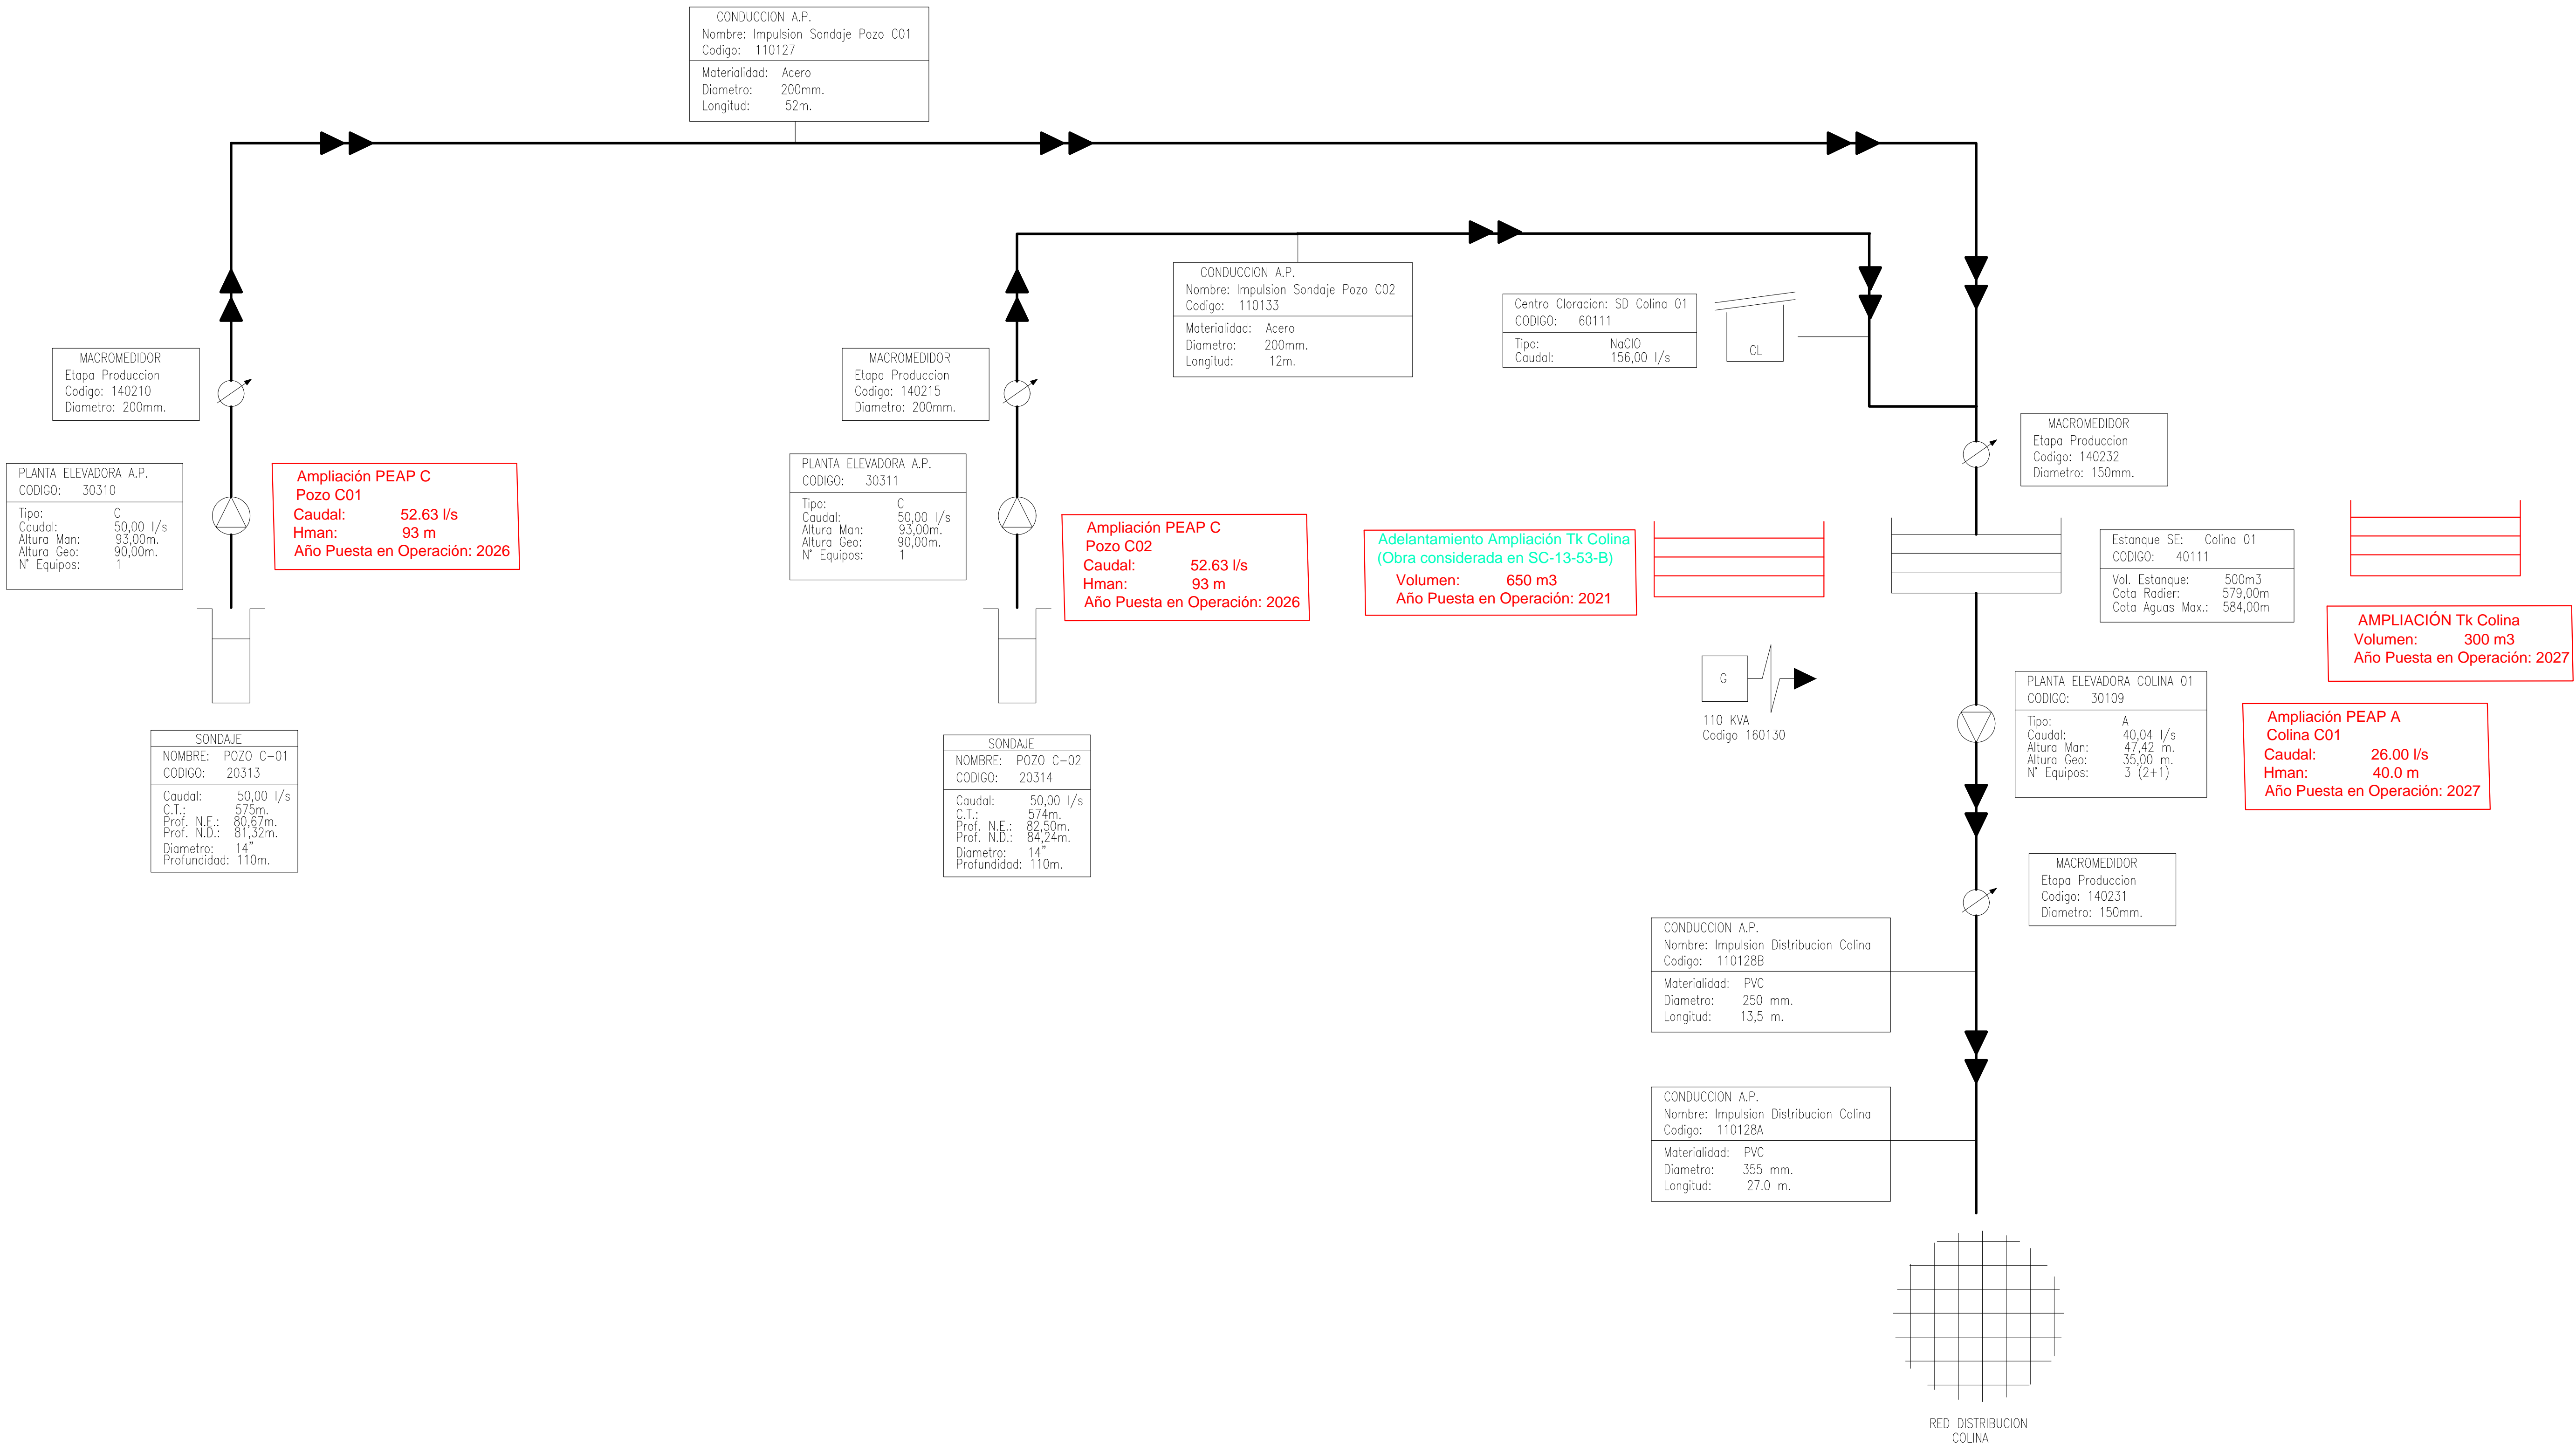 CONDUCCION A.P.
Nombre: Impulsion Sondaje Pozo C01
Codigo: 110127
Materialidad: Acero
Diametro: 200mm.
Longitud: 52m.
CONDUCCION A.P.
Nombre: Impulsion Sondaje Pozo C02
Codigo: 110133
Materialidad: Acero
Diametro: 200mm.
Longitud: 12m.
Centro Cloracion: SD Colina 01
CODIGO: 60111
Tipo: NaClO
Caudal: 156,00 l/s
CL
MACROMEDIDOR
Etapa Produccion
Codigo: 140210
Diametro: 200mm.
MACROMEDIDOR
Etapa Produccion
Codigo: 140215
Diametro: 200mm.
MACROMEDIDOR
Etapa Produccion
Codigo: 140232
Diametro: 150mm.
PLANTA ELEVADORA A.P.
CODIGO: 30310
Tipo: C
Caudal: 50,00 l/s
Altura Man: 93,00m.
Altura Geo: 90,00m.
N° Equipos: 1
Ampliación PEAP C
Pozo C01
Caudal: 52.63 l/s
Hman: 93 m
Año Puesta en Operación: 2026
PLANTA ELEVADORA A.P.
CODIGO: 30311
Tipo: C
Caudal: 50,00 l/s
Altura Man: 93,00m.
Altura Geo: 90,00m.
N° Equipos: 1
Ampliación PEAP C
Pozo C02
Caudal: 52.63 l/s
Hman: 93 m
Año Puesta en Operación: 2026
Adelantamiento Ampliación Tk Colina
(Obra considerada en SC-13-53-B)
Volumen: 650 m3
Año Puesta en Operación: 2021
Estanque SE: Colina 01
CODIGO: 40111
Vol. Estanque: 500m3
Cota Radier: 579,00m
Cota Aguas Max.: 584,00m
AMPLIACIÓN Tk Colina
Volumen: 300 m3
Año Puesta en Operación: 2027
G
110 KVA
Codigo 160130
PLANTA ELEVADORA COLINA 01
CODIGO: 30109
Tipo: A
Caudal: 40,04 l/s
Altura Man: 47,42 m.
Altura Geo: 35,00 m.
N° Equipos: 3 (2+1)
Ampliación PEAP A
Colina C01
Caudal: 26.00 l/s
Hman: 40.0 m
Año Puesta en Operación: 2027
SONDAJE
NOMBRE: POZO C-01
CODIGO: 20313
Caudal: 50,00 l/s
C.T.: 575m.
Prof. N.E.: 80,67m.
Prof. N.D.: 81,32m.
Diametro: 14"
Profundidad: 110m.
SONDAJE
NOMBRE: POZO C-02
CODIGO: 20314
Caudal: 50,00 l/s
C.T.: 574m.
Prof. N.E.: 82,50m.
Prof. N.D.: 84,24m.
Diametro: 14"
Profundidad: 110m.
MACROMEDIDOR
Etapa Produccion
Codigo: 140231
Diametro: 150mm.
CONDUCCION A.P.
Nombre: Impulsion Distribucion Colina
Codigo: 110128B
Materialidad: PVC
Diametro: 250 mm.
Longitud: 13,5 m.
CONDUCCION A.P.
Nombre: Impulsion Distribucion Colina
Codigo: 110128A
Materialidad: PVC
Diametro: 355 mm.
Longitud: 27.0 m.
RED DISTRIBUCION
COLINA